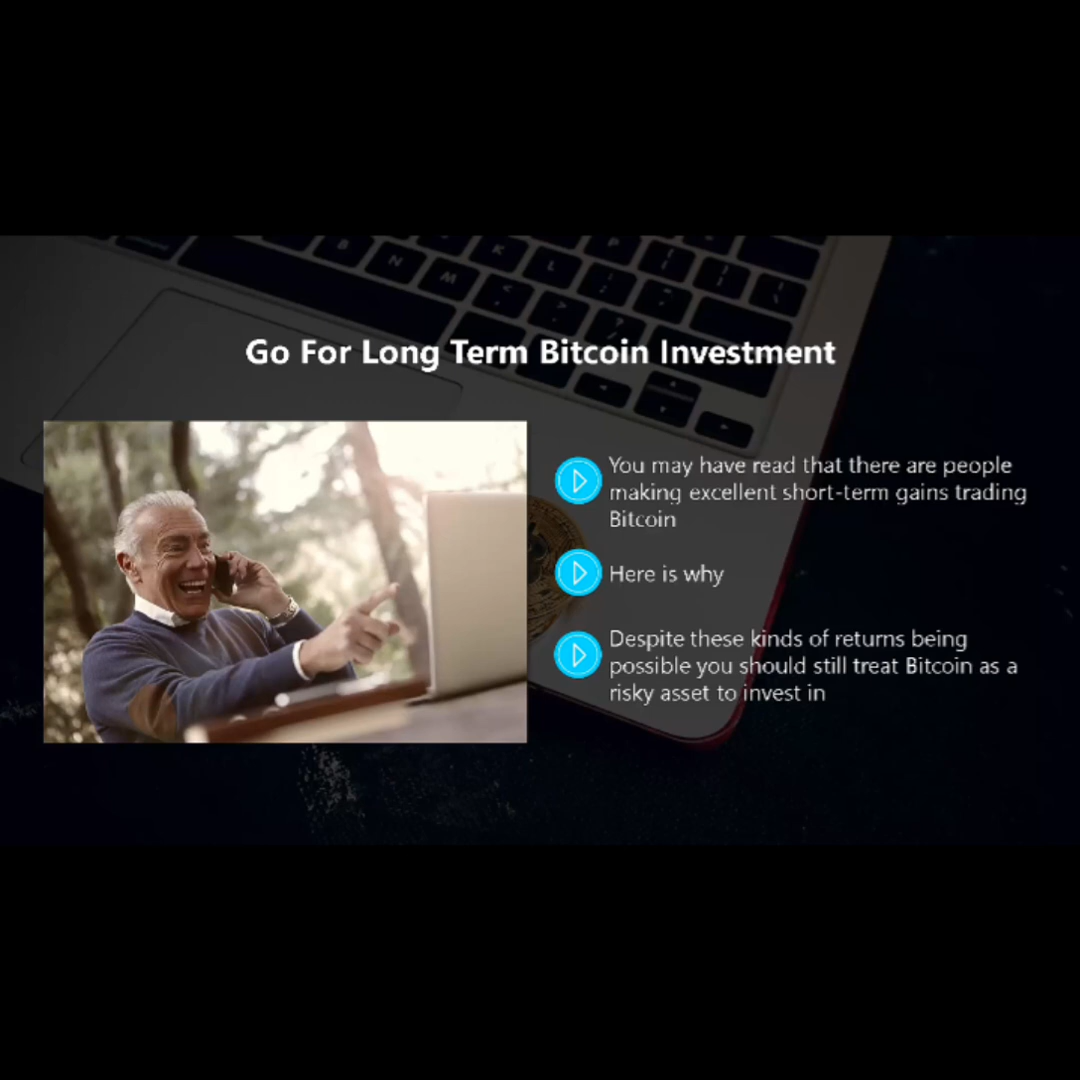 Go For Long Term Bitcoin Investment
You may have read that there are people
making excellent short-term gains trading
Bitcoin
Here is why
Despite these kinds of returns being
possible you should still treat Bitcoin as a
risky asset to invest in